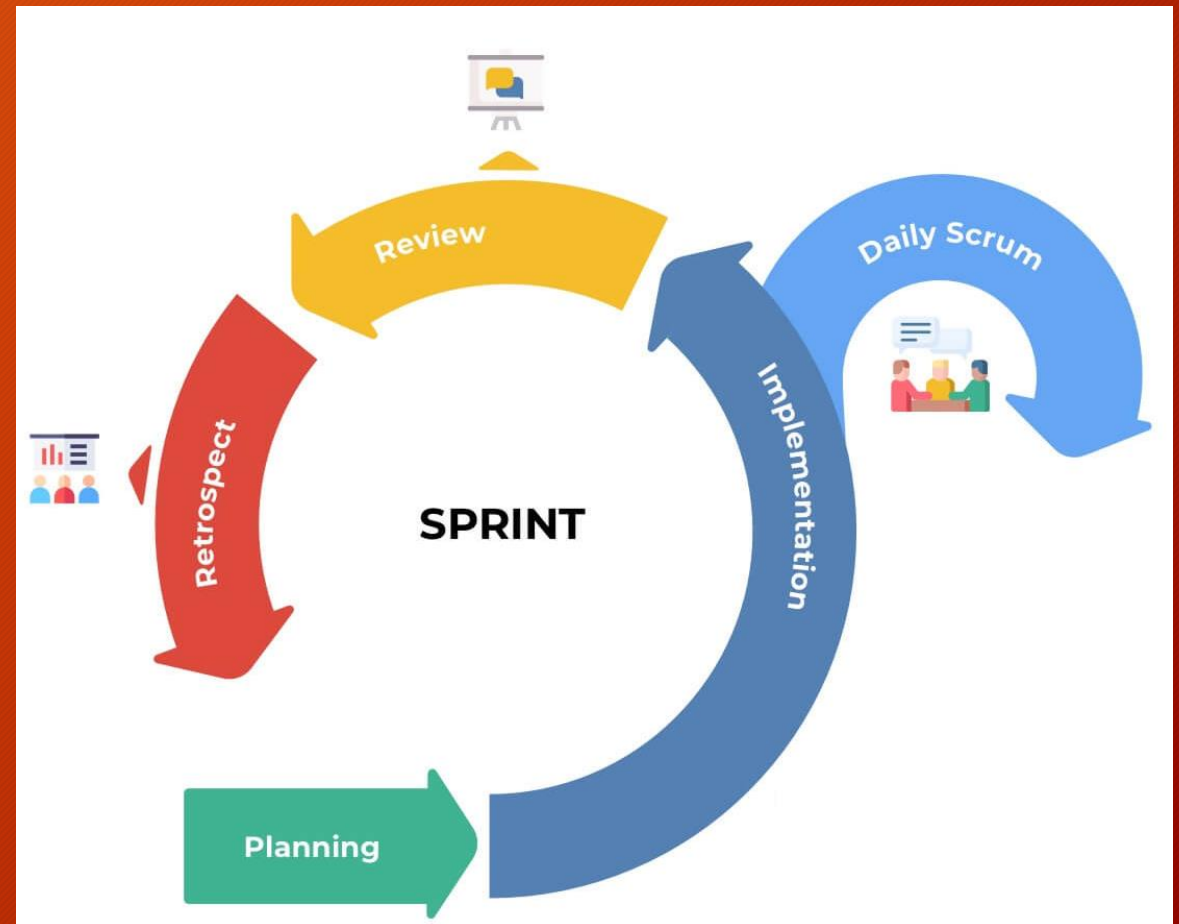 Review
Daily Scrum
Implementation
Retrospect
SPRINT
Planning